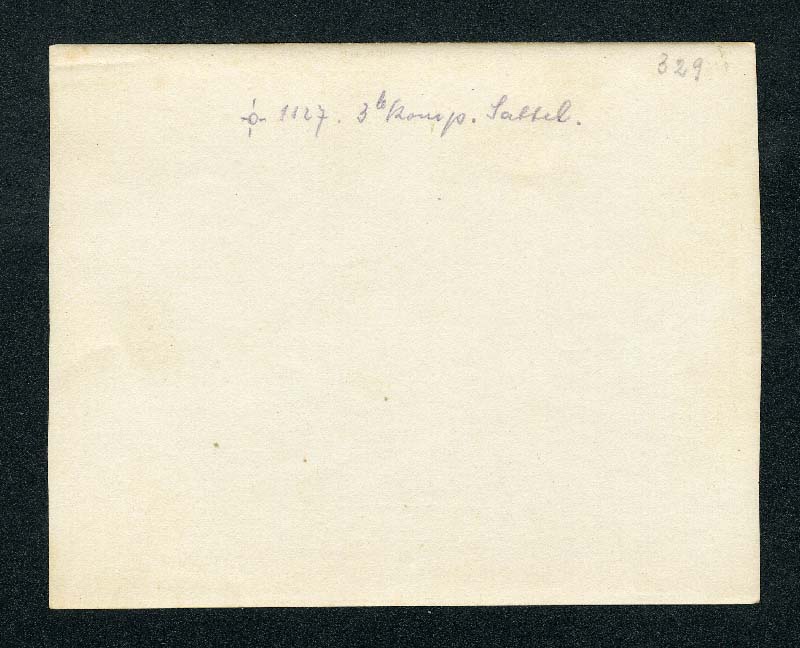 329
-o- 1127. 3te Komp. Sattel.